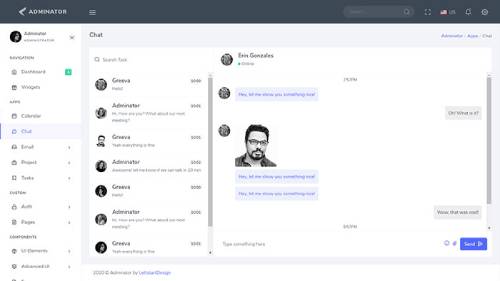 ADMINATOR
Search...
US
Adminator
ADMINISTRATOR
NAVIGATION
Dashboard
Widgets
APPS
Calendar
Chat
Email
Project
Tasks
CUSTOM
Auth
Pages
COMPONENTS
UI Elements
Advanced UI
Chat
Adminator
Apps
Chat
Search Task
Greeva
Hello!
Adminator
Hi, How are you? What about our next
meeting?
Greeva
Yeah everything is fine
Adminator
Awesome! let me know if we can talk in 20 min
Greeva
Hello!
Adminator
Hi, How are you? What about our next
meeting?
Greeva
Yeah everything is fine
Erin Gonzales
Online
Hey, let me show you something nice!
Oh! What is it?
Hey, let me show you something nice!
Hey, let me show you something nice!
Wow that was cool!
Type something here
Send
2020 © Adminator by